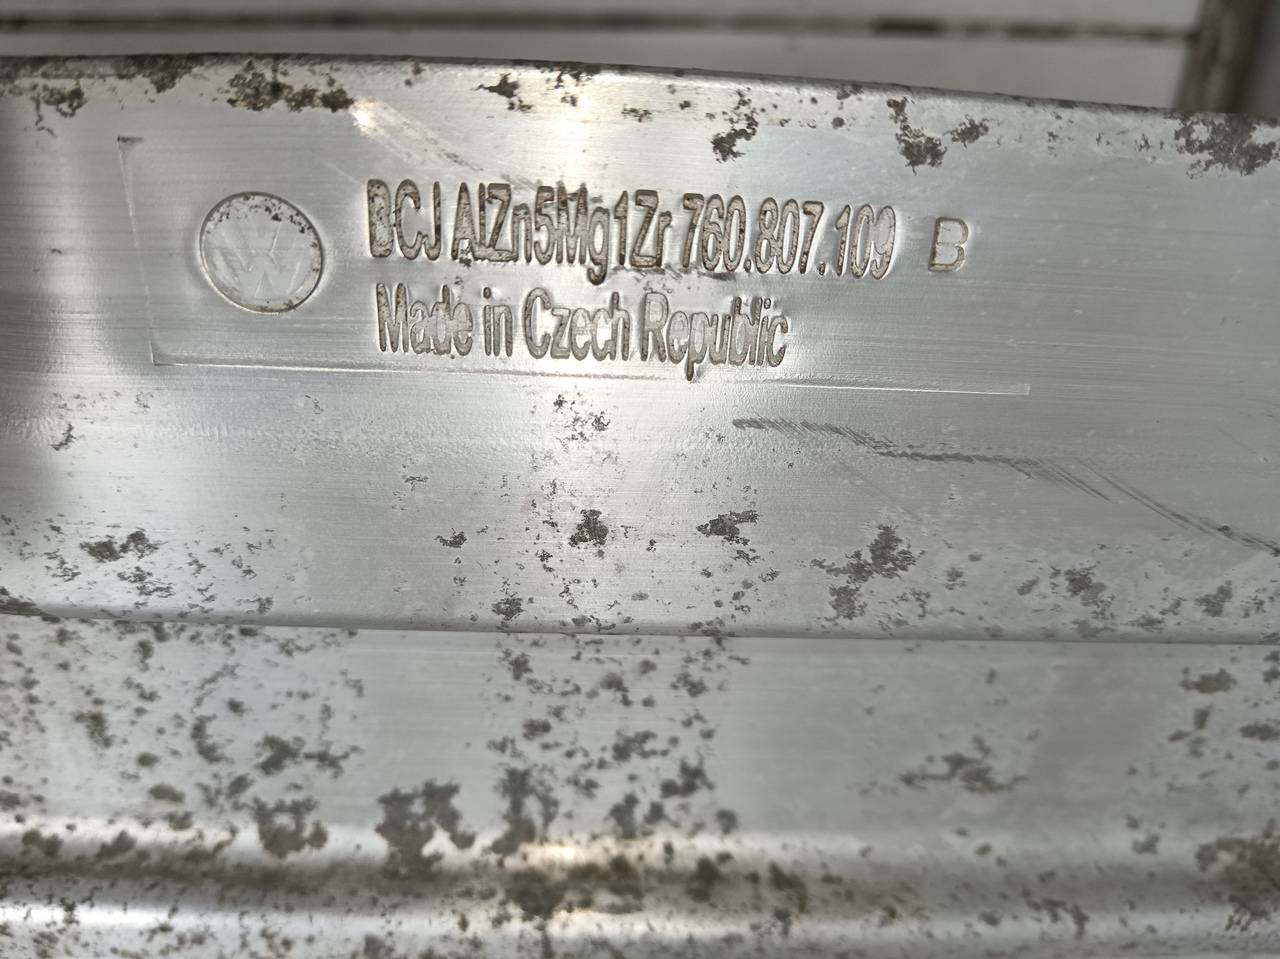 BCJ AlZn5Mg1Zr 760.807.109 B
Made in Czech Republic